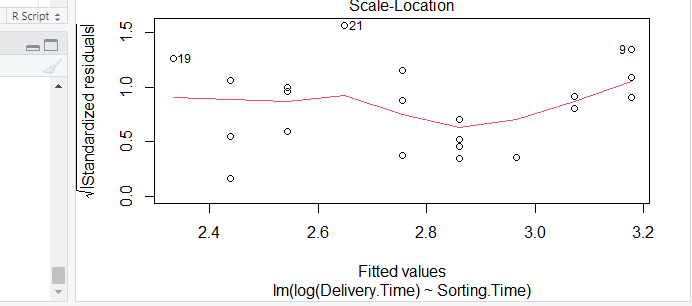 R Script
Scale-Location
√|Standardized residuals|
1.5
1.0
0.5
0.0
19
21
9
2.4 2.6 2.8 3.0 3.2
Fitted values
lm(log(Delivery.Time) ~ Sorting.Time)